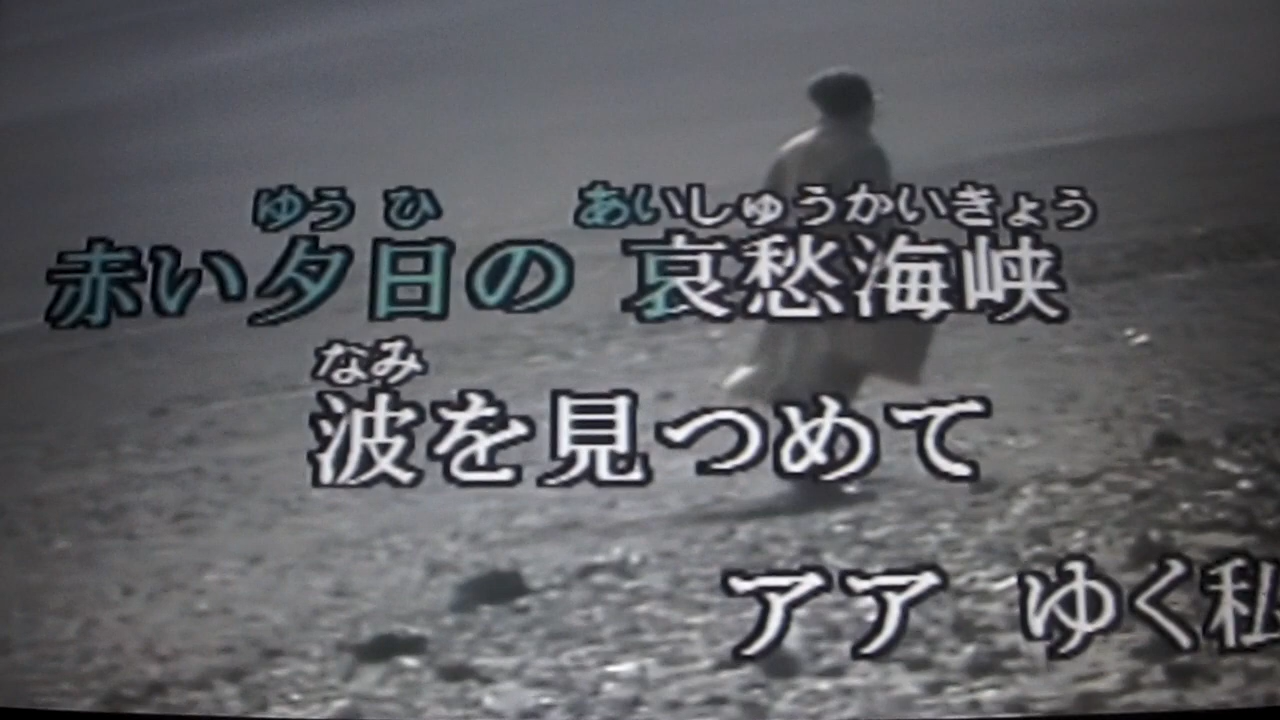 ゆうひ あいしゅうかいきょう
赤い夕日の 哀愁海峡
なみ
波を見つめて
アア ゆく私